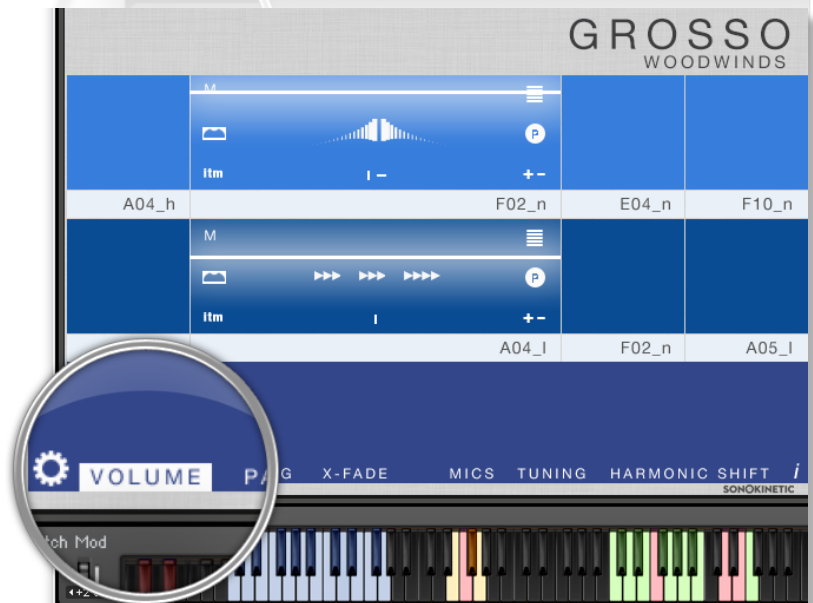 GROSSO
WOODWINDS
M
P
itm
+-
A04_h F02_n E04_n F10_n
M
P
itm
+-
A04_l F02_n A05_l
VOLUME X-FADE MICS TUNING HARMONIC SHIFT i
SONOKINETIC
Mod